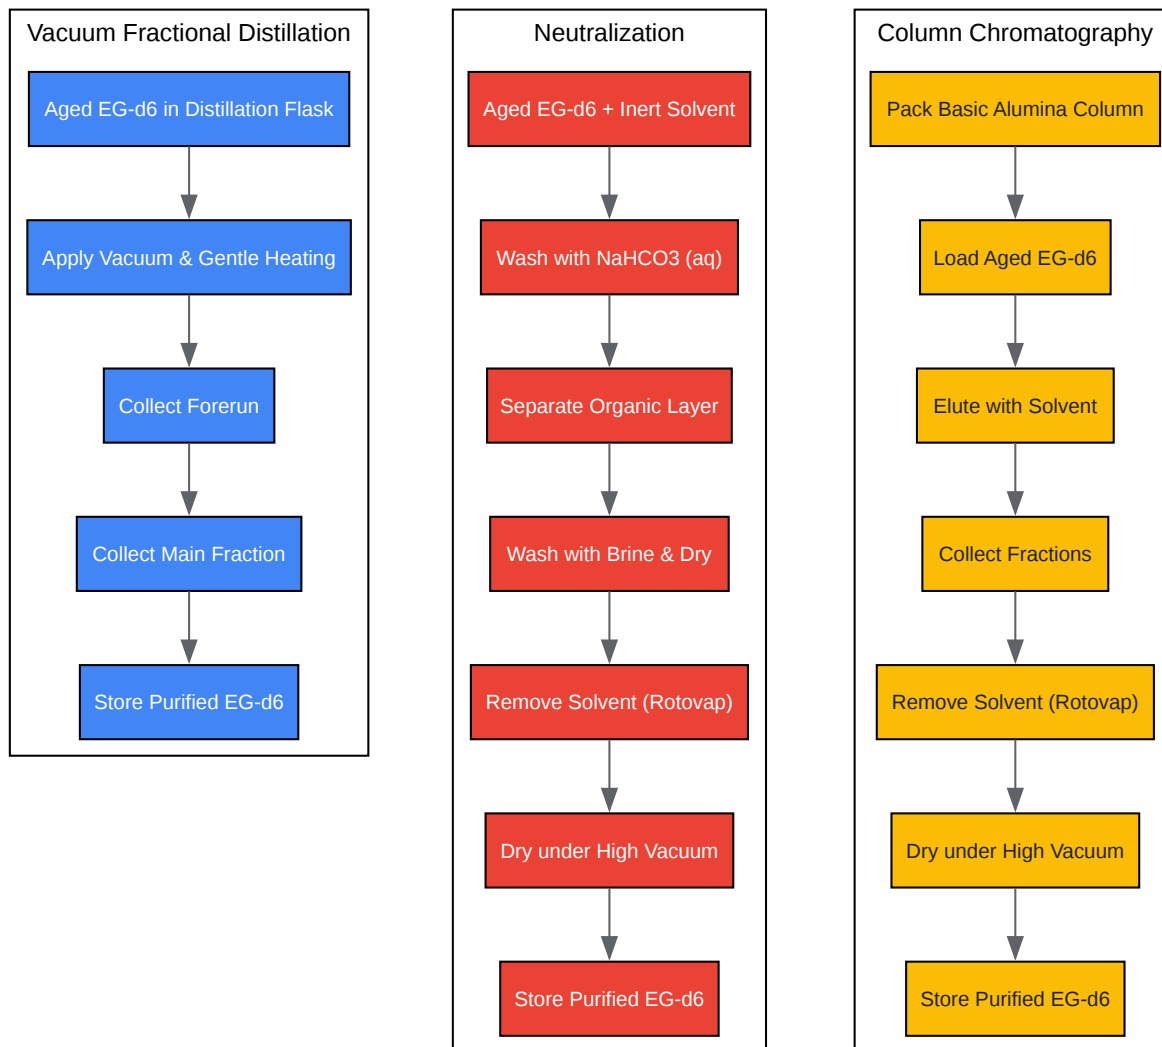 Vacuum Fractional Distillation
Aged EG-d6 in Distillation Flask
Apply Vacuum & Gentle Heating
Collect Forerun
Collect Main Fraction
Store Purified EG-d6
Neutralization
Aged EG-d6 + Inert Solvent
Wash with NaHCO3 (aq)
Separate Organic Layer
Wash with Brine & Dry
Remove Solvent (Rotovap)
Dry under High Vacuum
Store Purified EG-d6
Column Chromatography
Pack Basic Alumina Column
Load Aged EG-d6
Elute with Solvent
Collect Fractions
Remove Solvent (Rotovap)
Dry under High Vacuum
Store Purified EG-d6